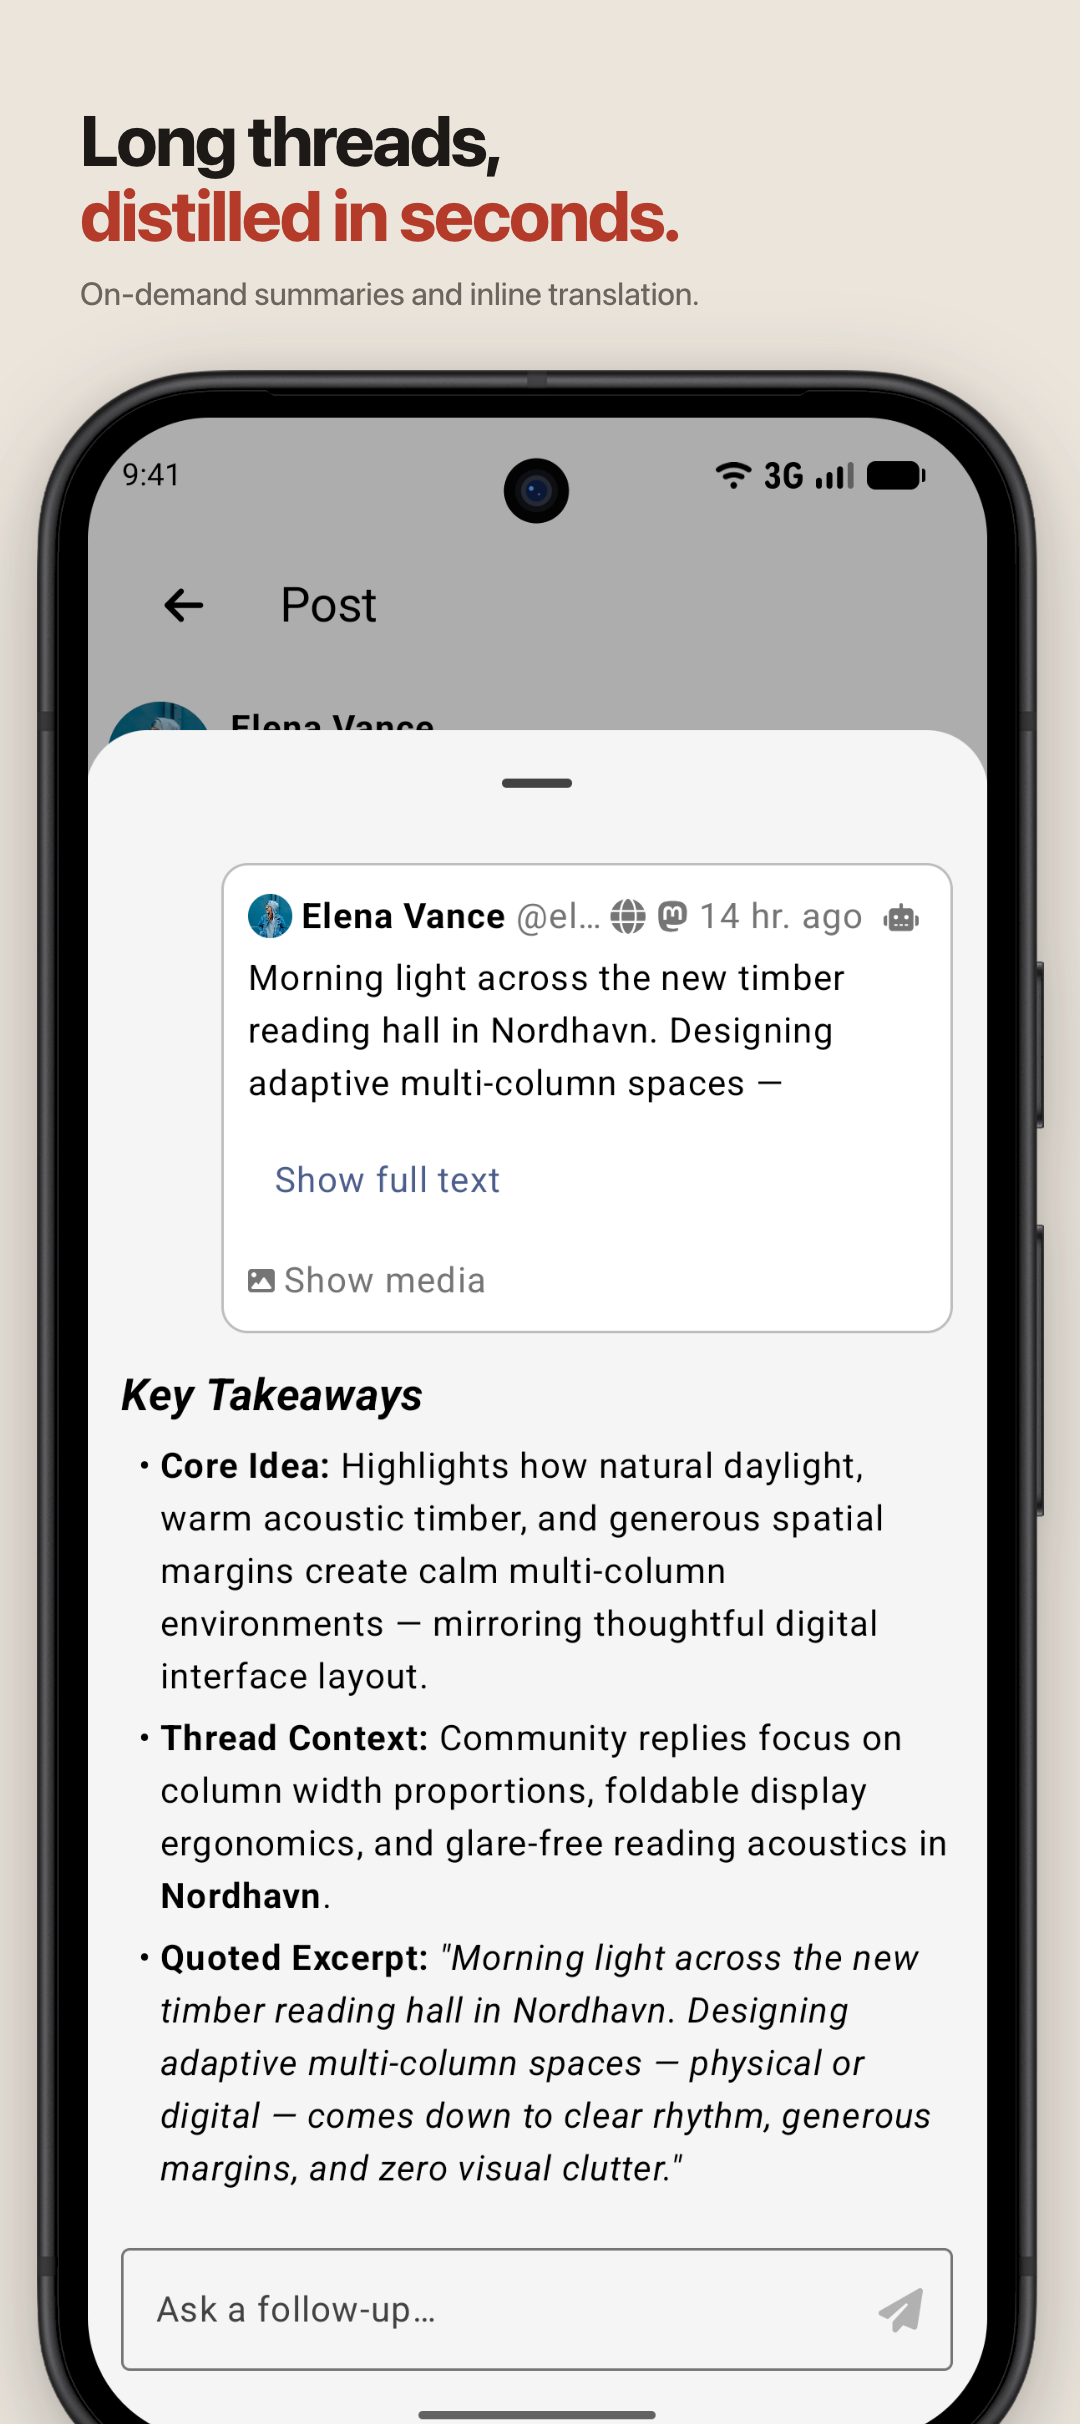 Long threads,
distilled in seconds.
On-demand summaries and inline translation.
9:41
3G
Post
Elena Vance
Elena Vance @el... 14 hr. ago
Morning light across the new timber
reading hall in Nordhavn. Designing
adaptive multi-column spaces —
Show full text
Show media
Key Takeaways
• Core Idea: Highlights how natural daylight,
warm acoustic timber, and generous spatial
margins create calm multi-column
environments — mirroring thoughtful digital
interface layout.
• Thread Context: Community replies focus on
column width proportions, foldable display
ergonomics, and glare-free reading acoustics in
Nordhavn.
• Quoted Excerpt: "Morning light across the new
timber reading hall in Nordhavn. Designing
adaptive multi-column spaces — physical or
digital — comes down to clear rhythm, generous
margins, and zero visual clutter."
Ask a follow-up...